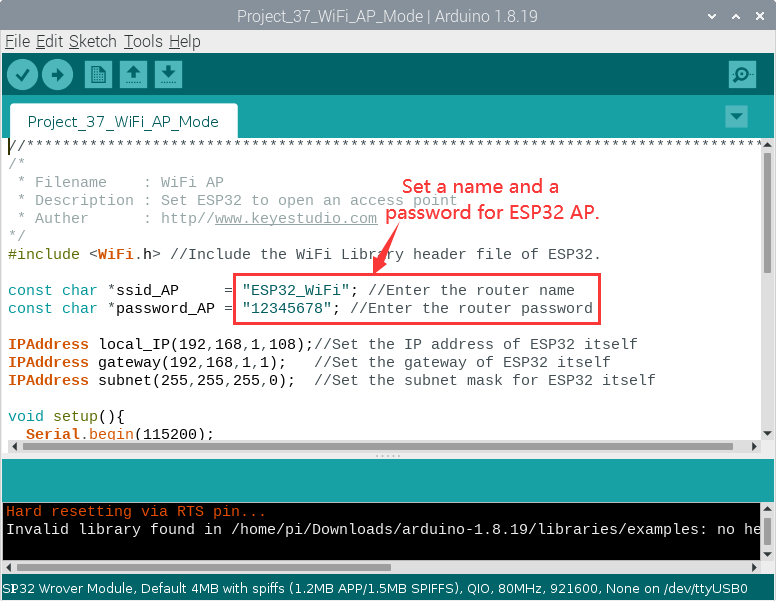 Project_37_WiFi_AP_Mode | Arduino 1.8.19
File Edit Sketch Tools Help
Project_37_WiFi_AP_Mode
//**********************************************************************************
/*
 * Filename    : WiFi AP
 * Description : Set ESP32 to open an access point
 * Auther      : http//www.keyestudio.com
*/
Set a name and a
password for ESP32 AP.
#include <WiFi.h> //Include the WiFi Library header file of ESP32.
const char *ssid_AP     = "ESP32_WiFi"; //Enter the router name
const char *password_AP = "12345678"; //Enter the router password
IPAddress local_IP(192,168,1,108);//Set the IP address of ESP32 itself
IPAddress gateway(192,168,1,1);   //Set the gateway of ESP32 itself
IPAddress subnet(255,255,255,0);  //Set the subnet mask for ESP32 itself
void setup(){
  Serial.begin(115200);
Hard resetting via RTS pin...
Invalid library found in /home/pi/Downloads/arduino-1.8.19/libraries/examples: no he
SP32 Wrover Module, Default 4MB with spiffs (1.2MB APP/1.5MB SPIFFS), QIO, 80MHz, 921600, None on /dev/ttyUSB0